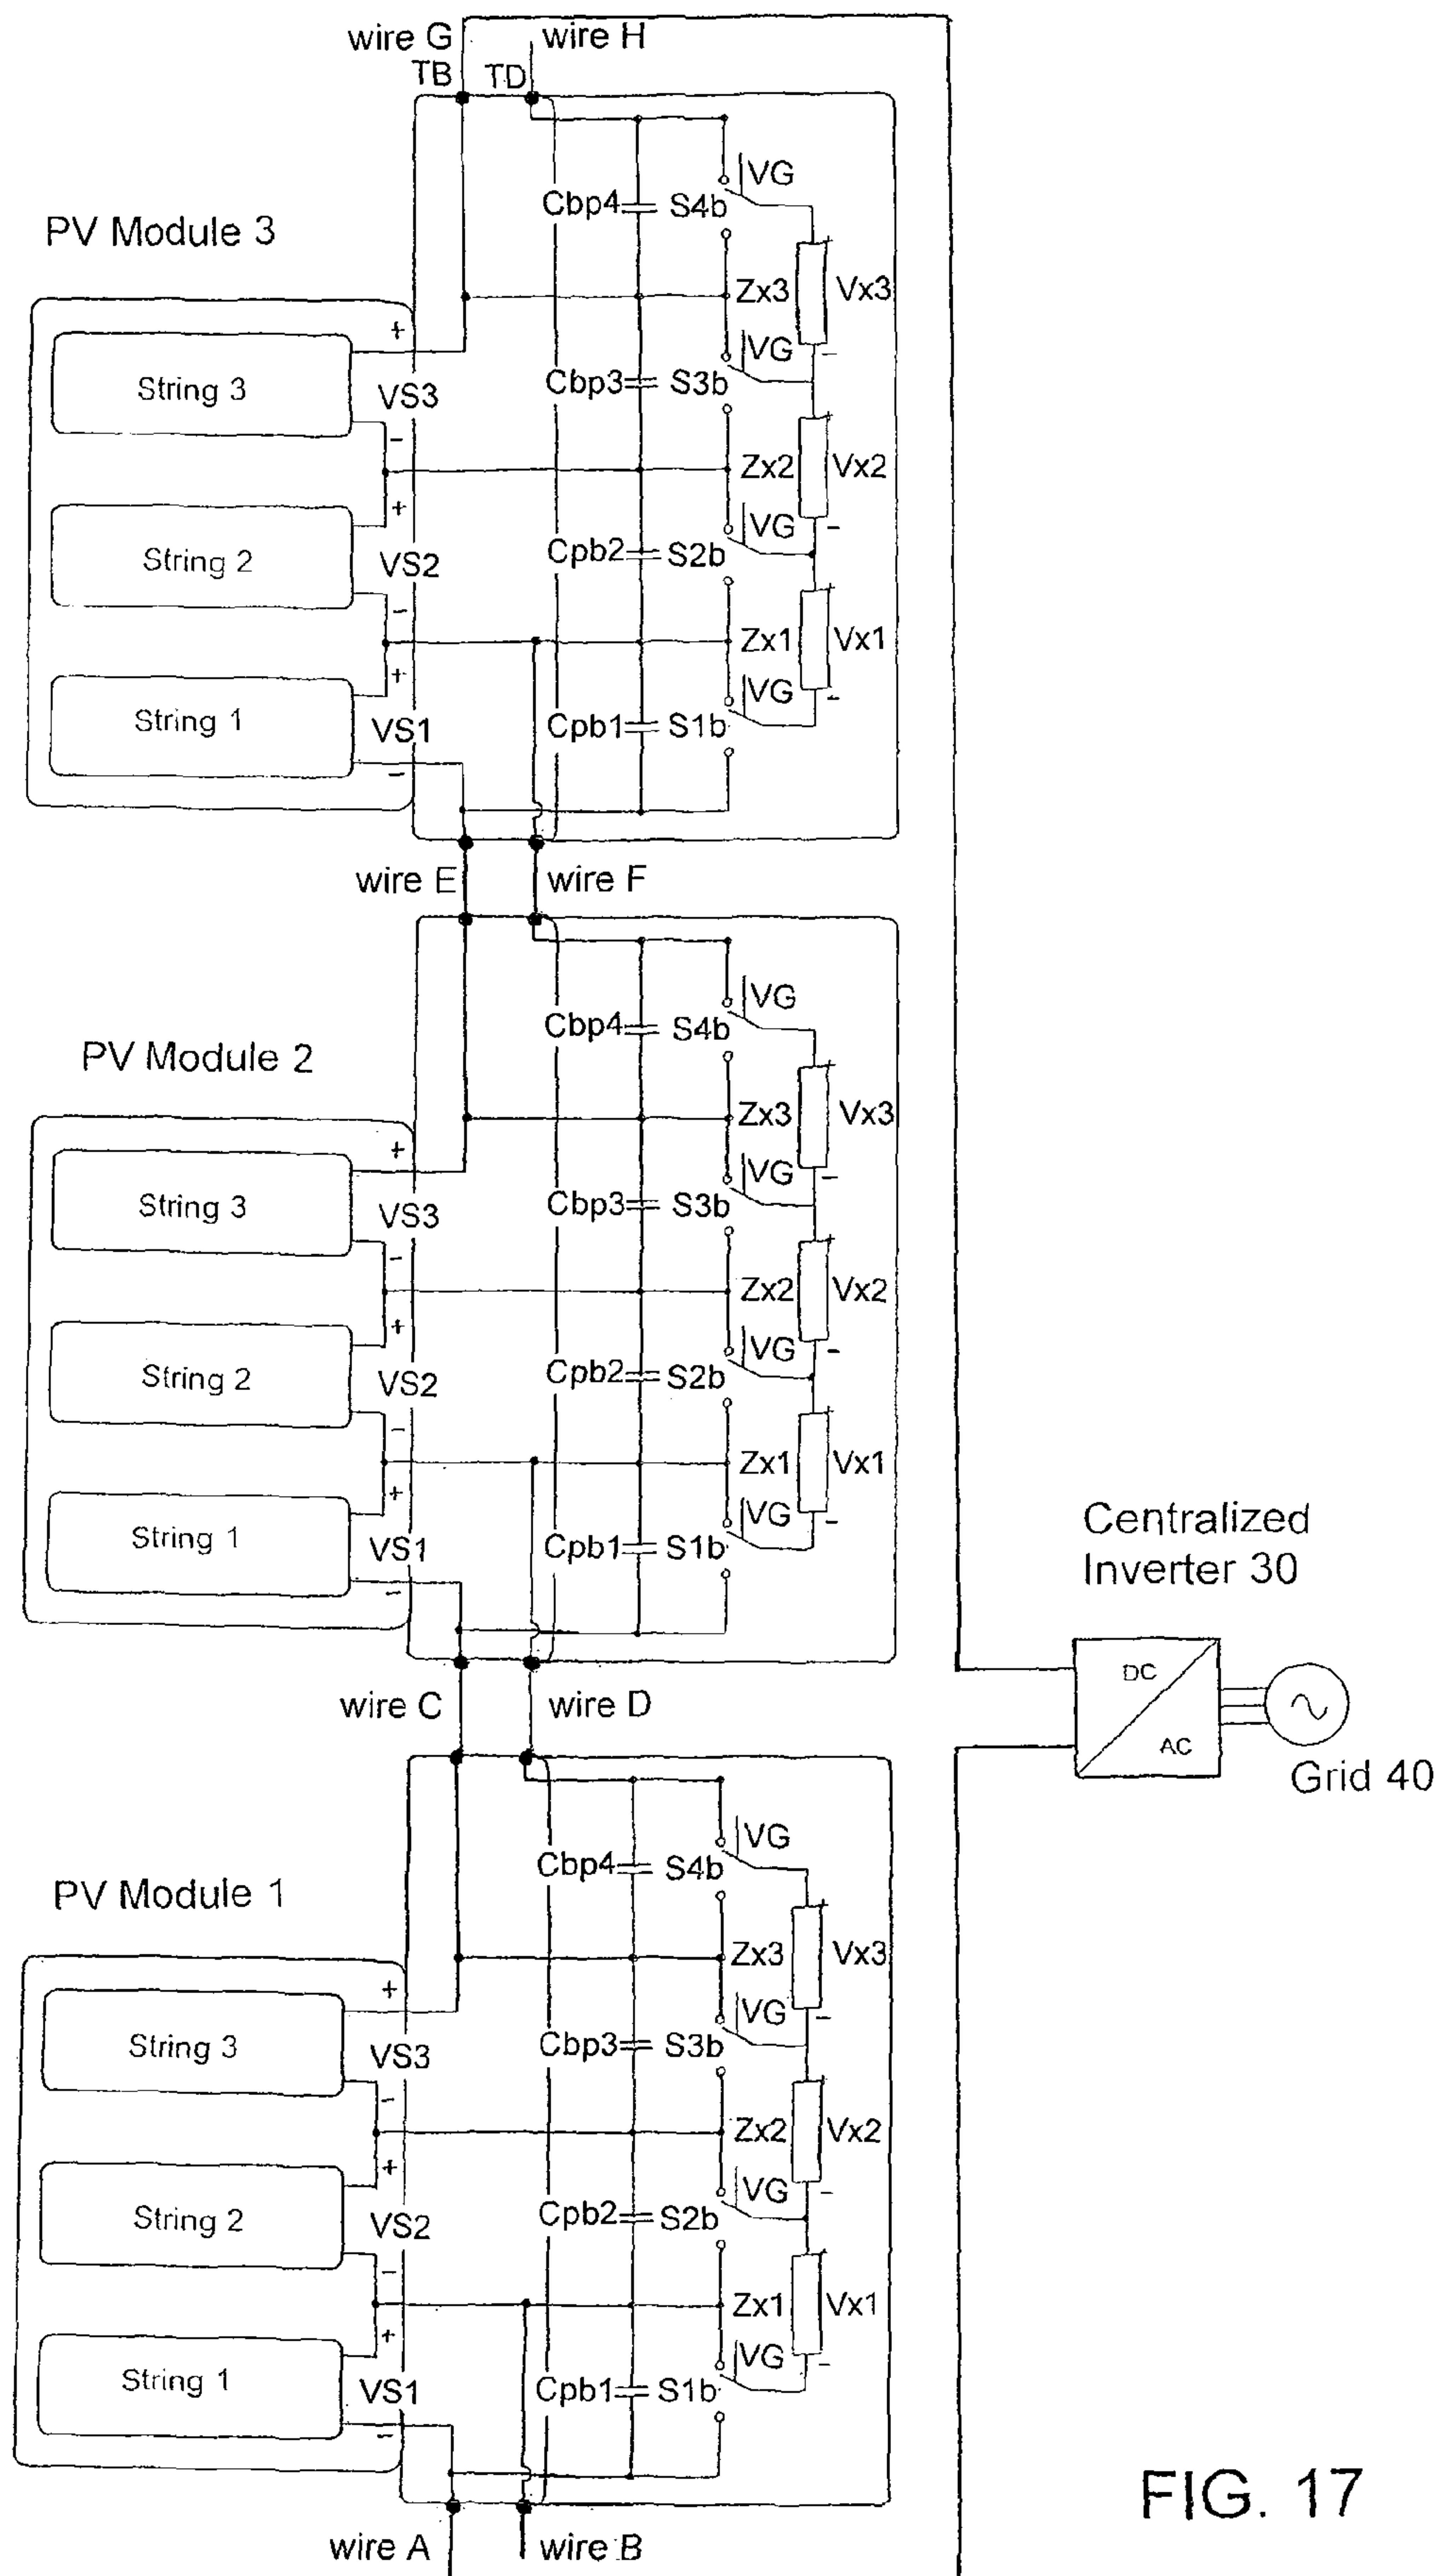 wire G
wire H
TB
TD
VG
Cbp4
S4b
PV Module 3
Zx3
Vx3
+
String 3
VS3
VG
Cbp3
S3b
-
+
Zx2
Vx2
String 2
VS2
VG
Cpb2
S2b
-
+
Zx1
Vx1
String 1
VS1
VG
Cpb1
S1b
-
wire E
wire F
VG
Cbp4
S4b
PV Module 2
Zx3
Vx3
+
String 3
VS3
VG
Cbp3
S3b
-
+
Zx2
Vx2
String 2
VS2
VG
Cpb2
S2b
-
+
Zx1
Vx1
String 1
VS1
VG
Cpb1
S1b
-
Centralized
Inverter 30
DC
AC
Grid 40
wire C
wire D
VG
Cbp4
S4b
PV Module 1
Zx3
Vx3
+
String 3
VS3
VG
Cbp3
S3b
-
+
Zx2
Vx2
String 2
VS2
VG
Cpb2
S2b
-
+
Zx1
Vx1
String 1
VS1
VG
Cpb1
S1b
-
wire A
wire B
FIG. 17